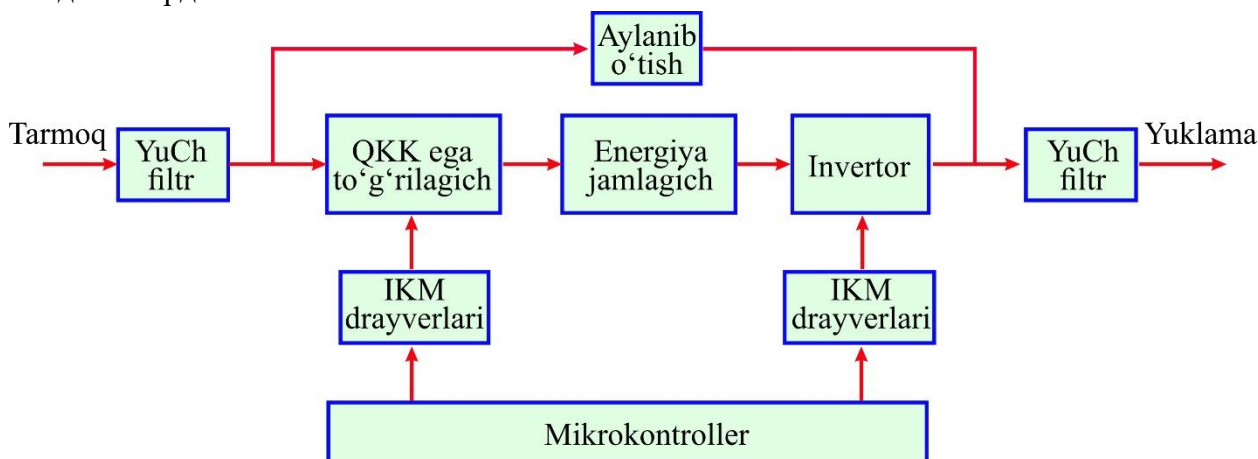 Aylanib
o‘tish
Tarmoq
YuCh
filtr
QKK ega
to‘g‘rilagich
Energiya
jamlagich
Invertor
YuCh
filtr
Yuklama
IKM
drayverlari
IKM
drayverlari
Mikrokontroller